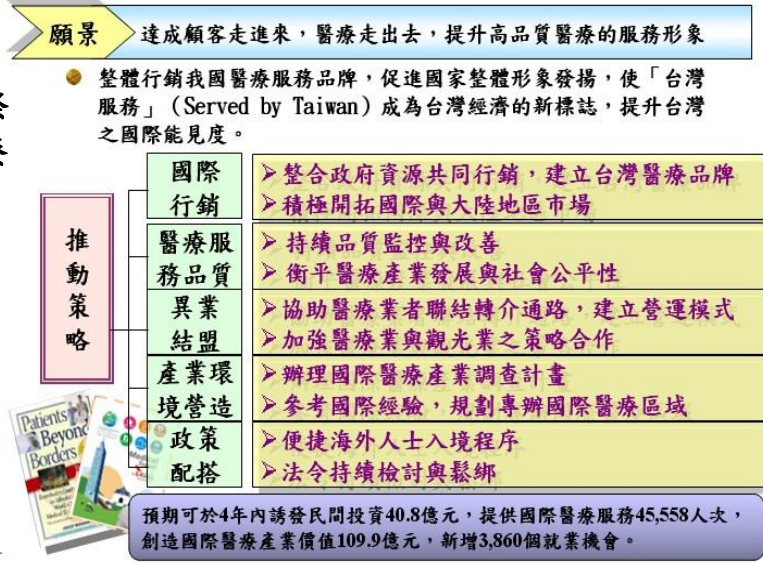 願景
達成顧客走進來，醫療走出去，提升高品質醫療的服務形象
整體行銷我國醫療服務品牌，促進國家整體形象發揚，使「台灣
服務」（Served by Taiwan）成為台灣經濟的新標誌，提升台灣
之國際能見度。
推動策略
國際
行銷
➢整合政府資源共同行銷，建立台灣醫療品牌
➢積極開拓國際與大陸地區市場
醫療服
務品質
➢ 持續品質監控與改善
➢ 衡平醫療產業發展與社會公平性
異業
結盟
➢協助醫療業者聯結轉介通路，建立營運模式
➢加強醫療業與觀光業之策略合作
產業環
境營造
➢辦理國際醫療產業調查計畫
➢參考國際經驗，規劃專辦國際醫療區域
政策
配搭
➢便捷海外人士入境程序
➢法令持續檢討與鬆綁
Patients
Beyond
Borders
預期可於4年內誘發民間投資40.8億元，提供國際醫療服務45,558人次，
創造國際醫療產業價值109.9億元，新增3,860個就業機會。